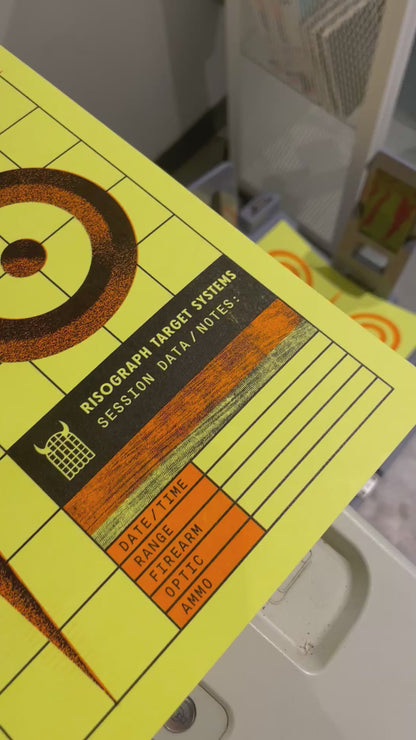 RISOGRAPH TARGET SYSTEMS
SESSION DATA/NOTES:
DATE/TIME
RANGE
FIREARM
OPTIC
AMMO